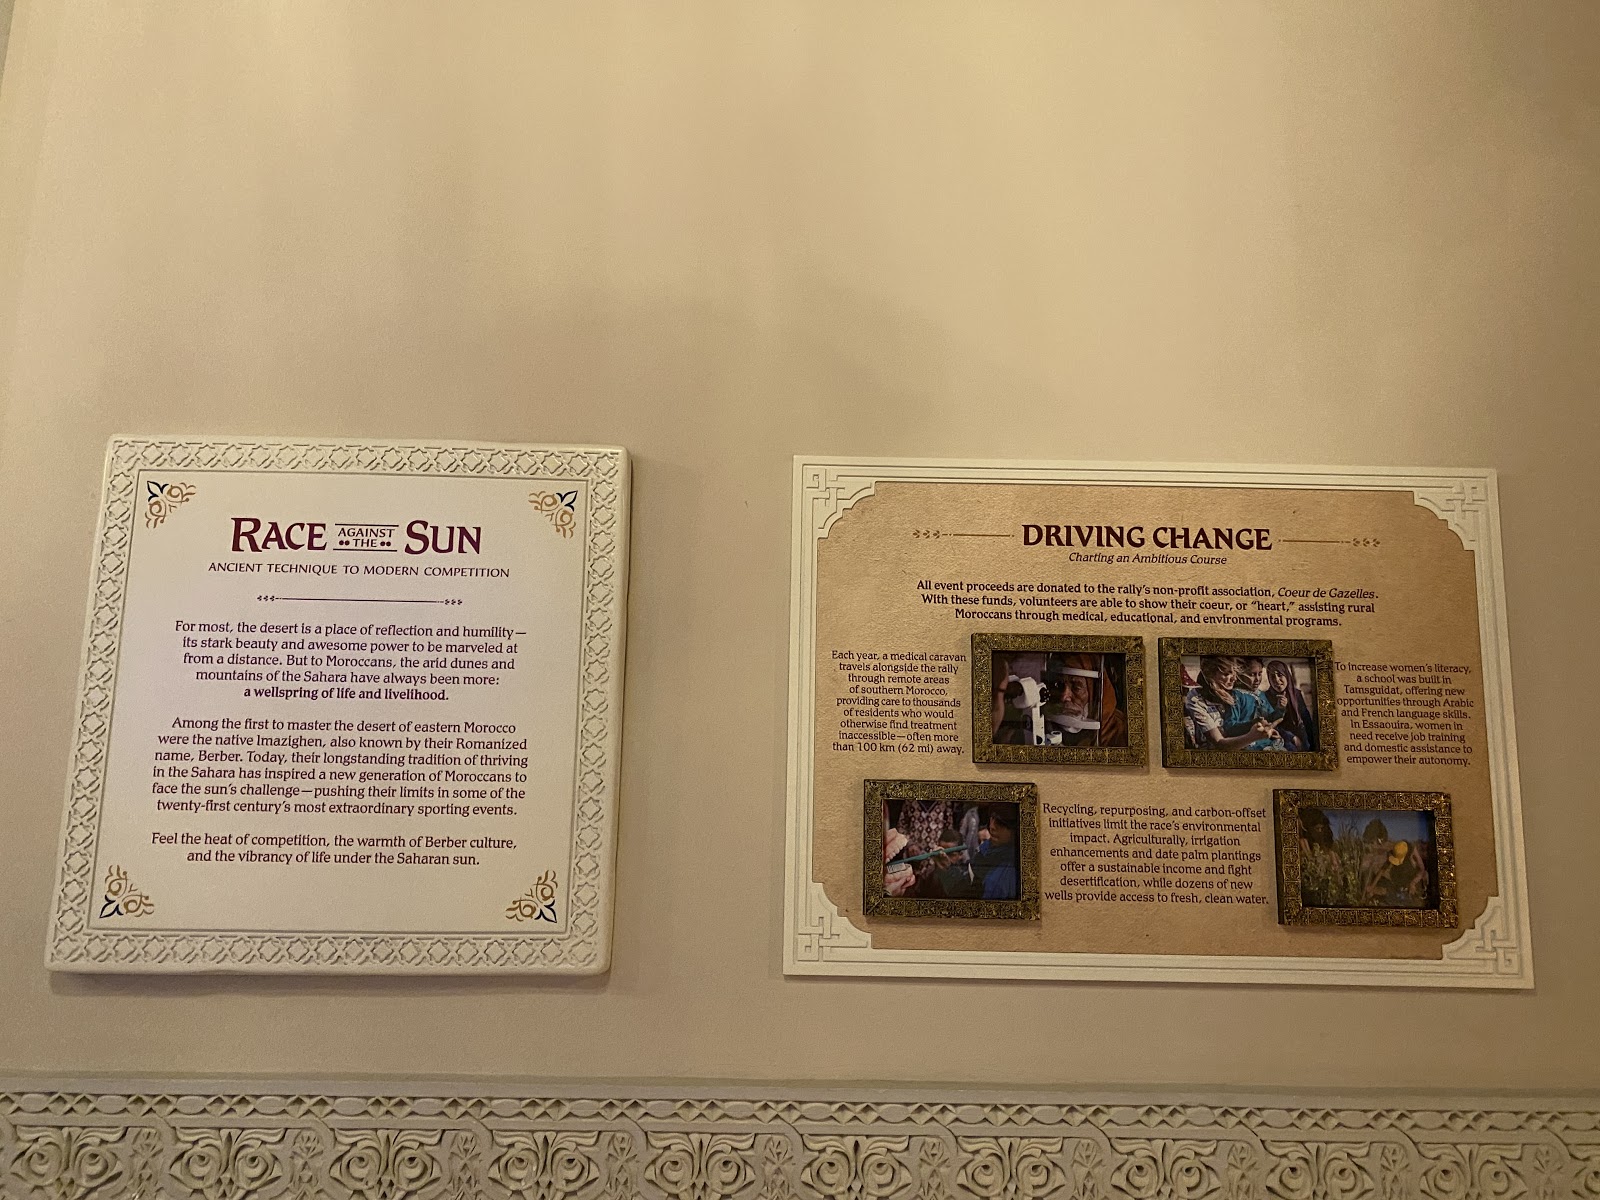 RACE AGAINST THE SUN
ANCIENT TECHNIQUE TO MODERN COMPETITION
For most, the desert is a place of reflection and humility—
its stark beauty and awesome power to be marveled at
from a distance. But to Moroccans, the arid dunes and
mountains of the Sahara have always been more:
a wellspring of life and livelihood.
Among the first to master the desert of eastern Morocco
were the native Imazighen, also known by their Romanized
name, Berber. Today, their longstanding tradition of thriving
in the Sahara has inspired a new generation of Moroccans to
face the sun's challenge—pushing their limits in some of the
twenty-first century's most extraordinary sporting events.
Feel the heat of competition, the warmth of Berber culture,
and the vibrancy of life under the Saharan sun.
DRIVING CHANGE
Charting an Ambitious Course
All event proceeds are donated to the rally's non-profit association, Coeur de Gazelles.
With these funds, volunteers are able to show their coeur, or "heart," assisting rural
Moroccans through medical, educational, and environmental programs.
Each year, a medical caravan
travels alongside the rally
through remote areas
of southern Morocco,
providing care to thousands
of residents who would
otherwise find treatment
inaccessible—often more
than 100 km (62 mi) away.
To increase women's literacy,
a school was built in
Tamsguidat, offering new
opportunities through Arabic
and French language skills.
In Essaouira, women in
need receive job training
and domestic assistance to
empower their autonomy.
Recycling, repurposing, and carbon-offset
initiatives limit the race's environmental
impact. Agriculturally, irrigation
enhancements and date palm plantings
offer a sustainable income and fight
desertification, while dozens of new
wells provide access to fresh, clean water.